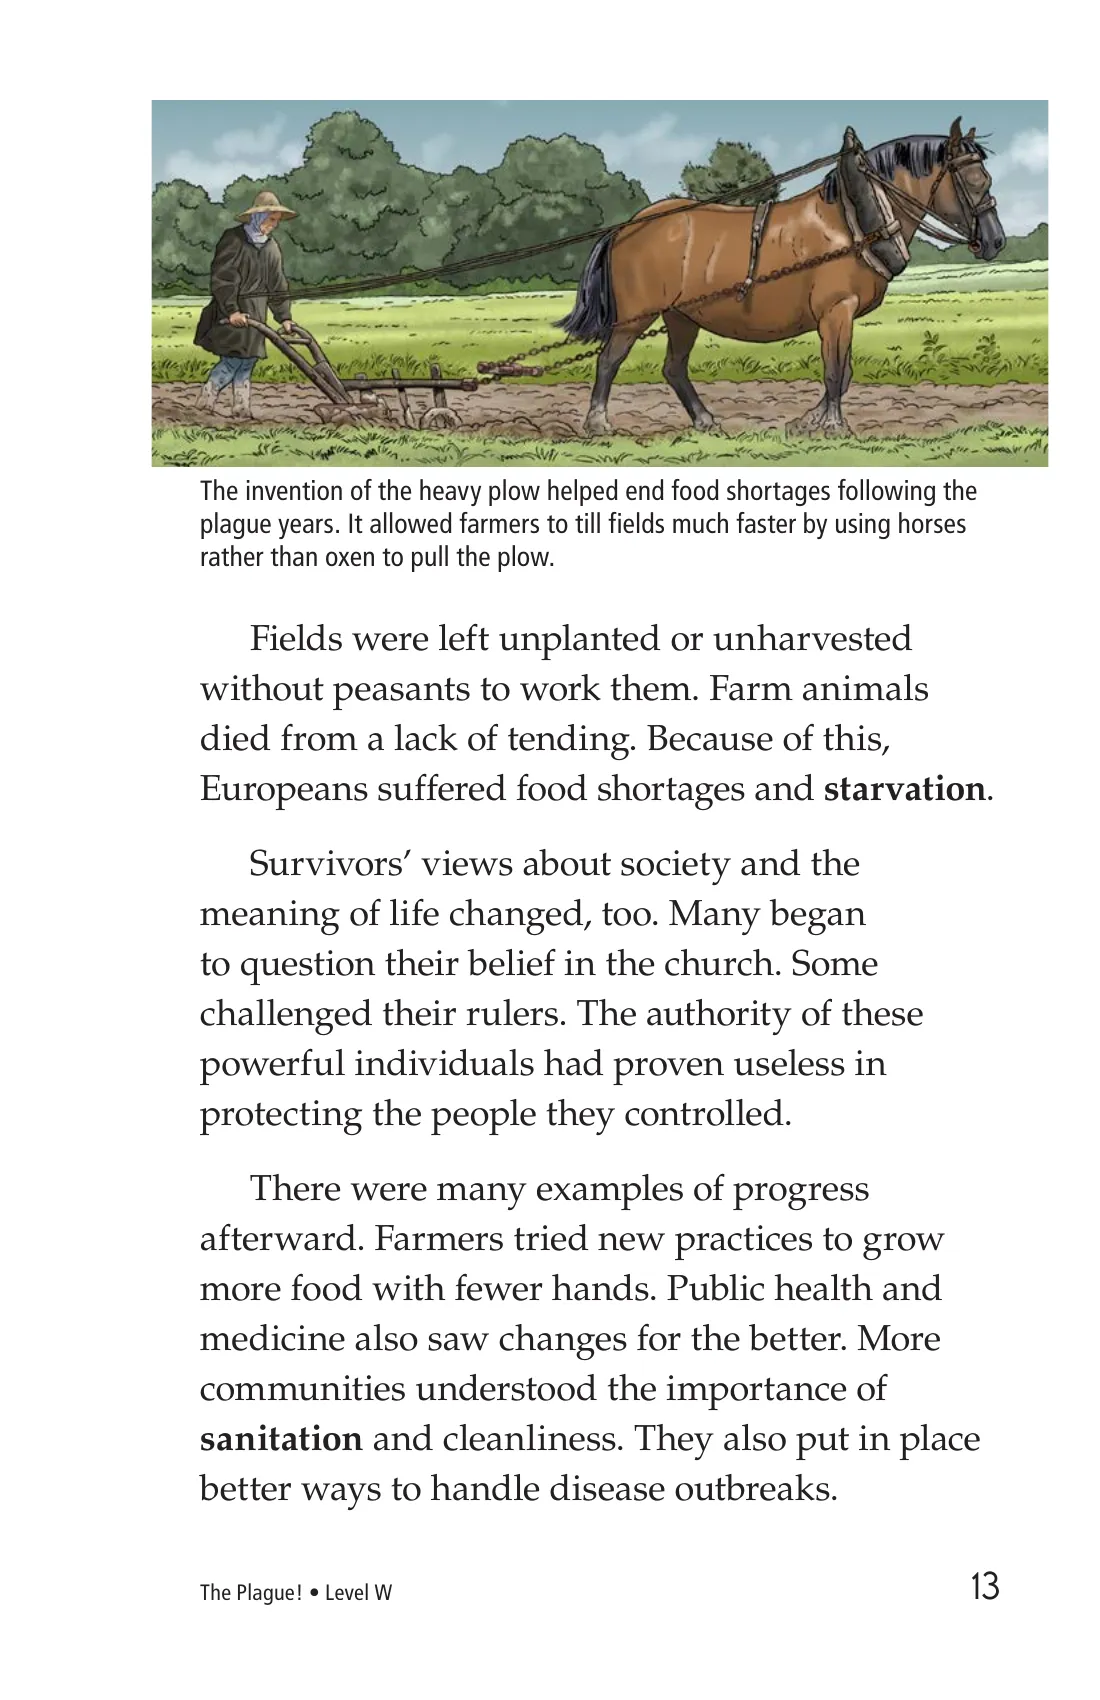 The invention of the heavy plow helped end food shortages following the
plague years. It allowed farmers to till fields much faster by using horses
rather than oxen to pull the plow.
Fields were left unplanted or unharvested
without peasants to work them. Farm animals
died from a lack of tending. Because of this,
Europeans suffered food shortages and starvation.
Survivors’ views about society and the
meaning of life changed, too. Many began
to question their belief in the church. Some
challenged their rulers. The authority of these
powerful individuals had proven useless in
protecting the people they controlled.
There were many examples of progress
afterward. Farmers tried new practices to grow
more food with fewer hands. Public health and
medicine also saw changes for the better. More
communities understood the importance of
sanitation and cleanliness. They also put in place
better ways to handle disease outbreaks.
The Plague! • Level W
13